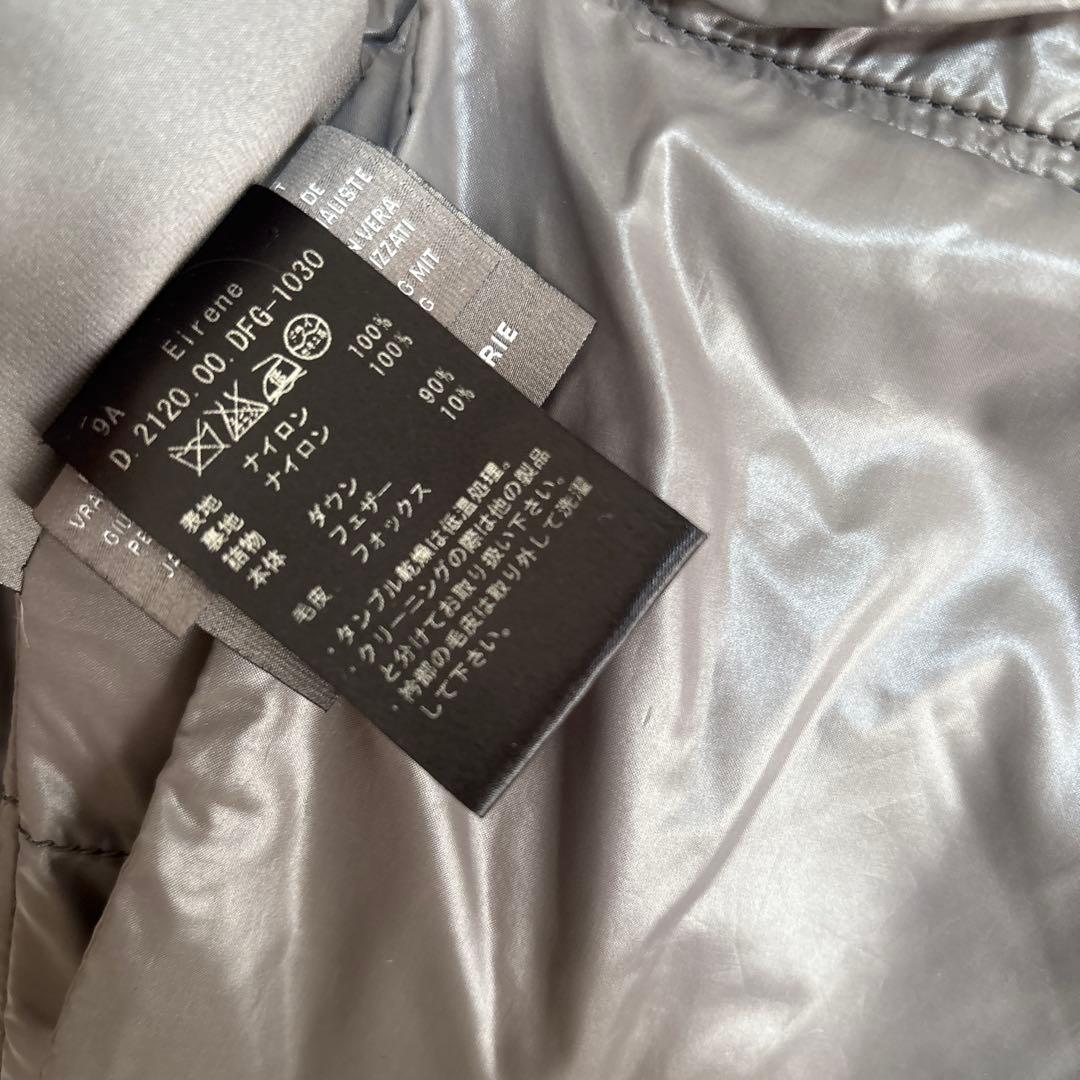 9A Eirene
D. 2120. 00. DFG-1030
表地 ナイロン 100%
裏地 ナイロン 100%
詰物
本体 ダウン 90%
フェザー 10%
毛皮 フォックス
・タンブル乾燥は低温処理。
・クリーニングの際は他の製品
と分けてお取り扱い下さい。
・衿部の毛皮は取り外して洗濯
して下さい。
DE
ALISTE
VERA
IZZATI
G MIT
G
RIE
VRA
GIU
PE